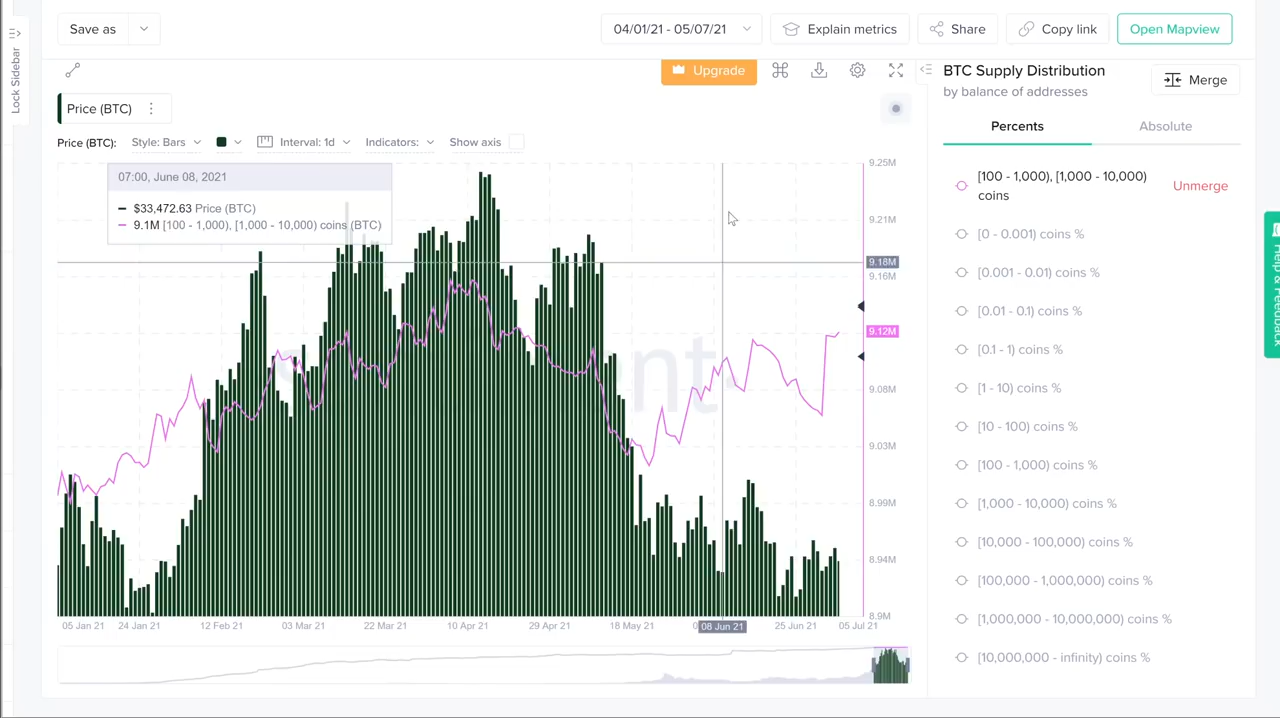 Save as
04/01/21 - 05/07/21
Explain metrics
Share
Copy link
Open Mapview
Lock Sidebar
Upgrade
BTC Supply Distribution
by balance of addresses
Merge
Price (BTC)
Percents
Absolute
Price (BTC):
Style: Bars
Interval: 1d
Indicators:
Show axis
07:00, June 08, 2021
$33,472.63 Price (BTC)
9.1M [100 - 1,000), [1,000 - 10,000) coins (BTC)
9.25M
9.21M
9.18M
9.16M
9.12M
9.08M
9.03M
8.99M
8.94M
8.9M
05 Jan 21
24 Jan 21
12 Feb 21
03 Mar 21
22 Mar 21
10 Apr 21
29 Apr 21
18 May 21
08 Jun 21
25 Jun 21
05 Jul 21
[100 - 1,000), [1,000 - 10,000)
coins
Unmerge
[0 - 0.001) coins %
[0.001 - 0.01) coins %
[0.01 - 0.1) coins %
[0.1 - 1) coins %
[1 - 10) coins %
[10 - 100) coins %
[100 - 1,000) coins %
[1,000 - 10,000) coins %
[10,000 - 100,000) coins %
[100,000 - 1,000,000) coins %
[1,000,000 - 10,000,000) coins %
[10,000,000 - infinity) coins %
Help & Feedback